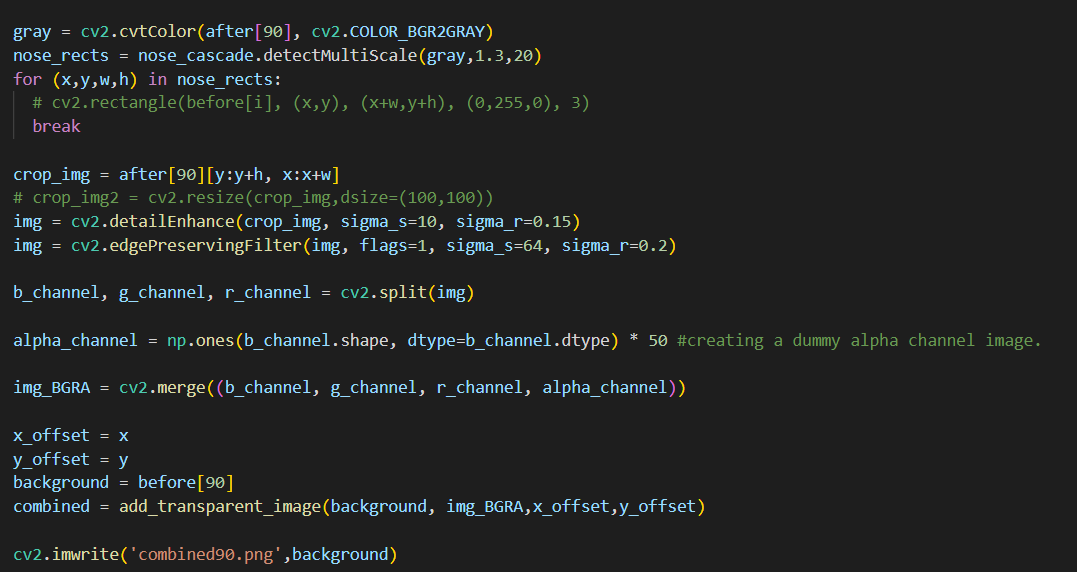 gray = cv2.cvtColor(after[90], cv2.COLOR_BGR2GRAY)
nose_rects = nose_cascade.detectMultiScale(gray,1.3,20)
for (x,y,w,h) in nose_rects:
# cv2.rectangle(before[i], (x,y), (x+w,y+h), (0,255,0), 3)
break
crop_img = after[90][y:y+h, x:x+w]
# crop_img2 = cv2.resize(crop_img,dsize=(100,100))
img = cv2.detailEnhance(crop_img, sigma_s=10, sigma_r=0.15)
img = cv2.edgePreservingFilter(img, flags=1, sigma_s=64, sigma_r=0.2)
b_channel, g_channel, r_channel = cv2.split(img)
alpha_channel = np.ones(b_channel.shape, dtype=b_channel.dtype) * 50 #creating a dummy alpha channel image.
img_BGRA = cv2.merge((b_channel, g_channel, r_channel, alpha_channel))
x_offset = x
y_offset = y
background = before[90]
combined = add_transparent_image(background, img_BGRA,x_offset,y_offset)
cv2.imwrite('combined90.png',background)